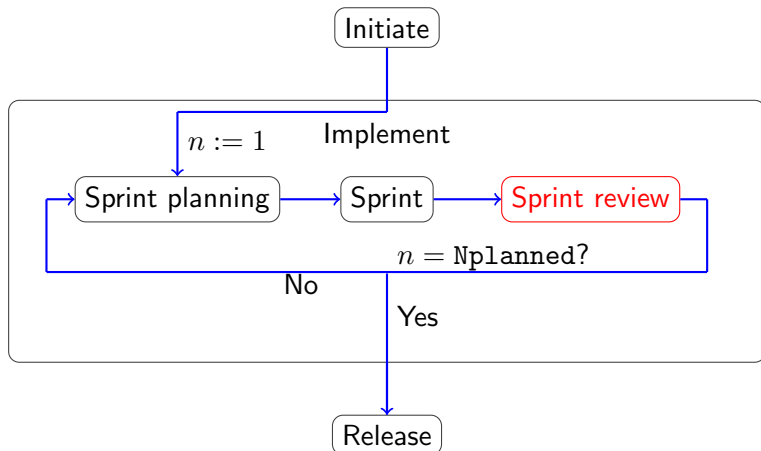 Initiate
Implement
n := 1
Sprint planning
Sprint
Sprint review
n = Nplanned?
No
Yes
Release